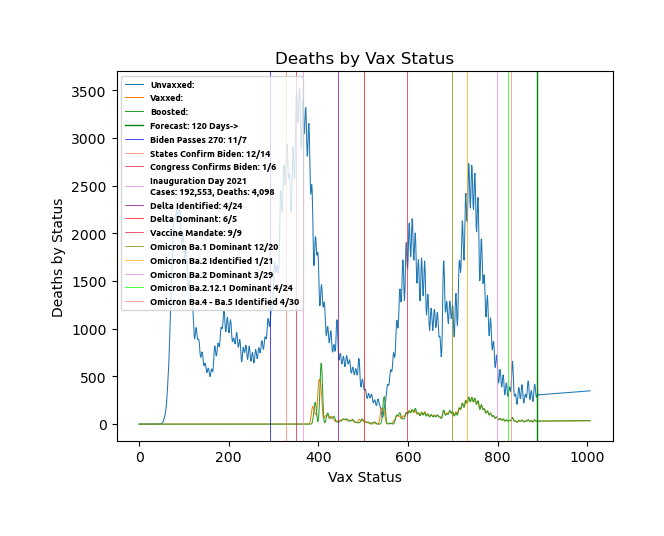 Deaths by Vax Status
Deaths by Status
3500
3000
2500
2000
1500
1000
500
0
Unvaxxed:
Vaxxed:
Boosted:
Forecast: 120 Days->
Biden Passes 270: 11/7
States Confirm Biden: 12/14
Congress Confirms Biden: 1/6
Inauguration Day 2021
Cases: 192,553, Deaths: 4,098
Delta Identified: 4/24
Delta Dominant: 6/5
Vaccine Mandate: 9/9
Omicron Ba.1 Dominant 12/20
Omicron Ba.2 Identified 1/21
Omicron Ba.2 Dominant 3/29
Omicron Ba.2.12.1 Dominant 4/24
Omicron Ba.4 - Ba.5 Identified 4/30
0 200 400 600 800 1000
Vax Status